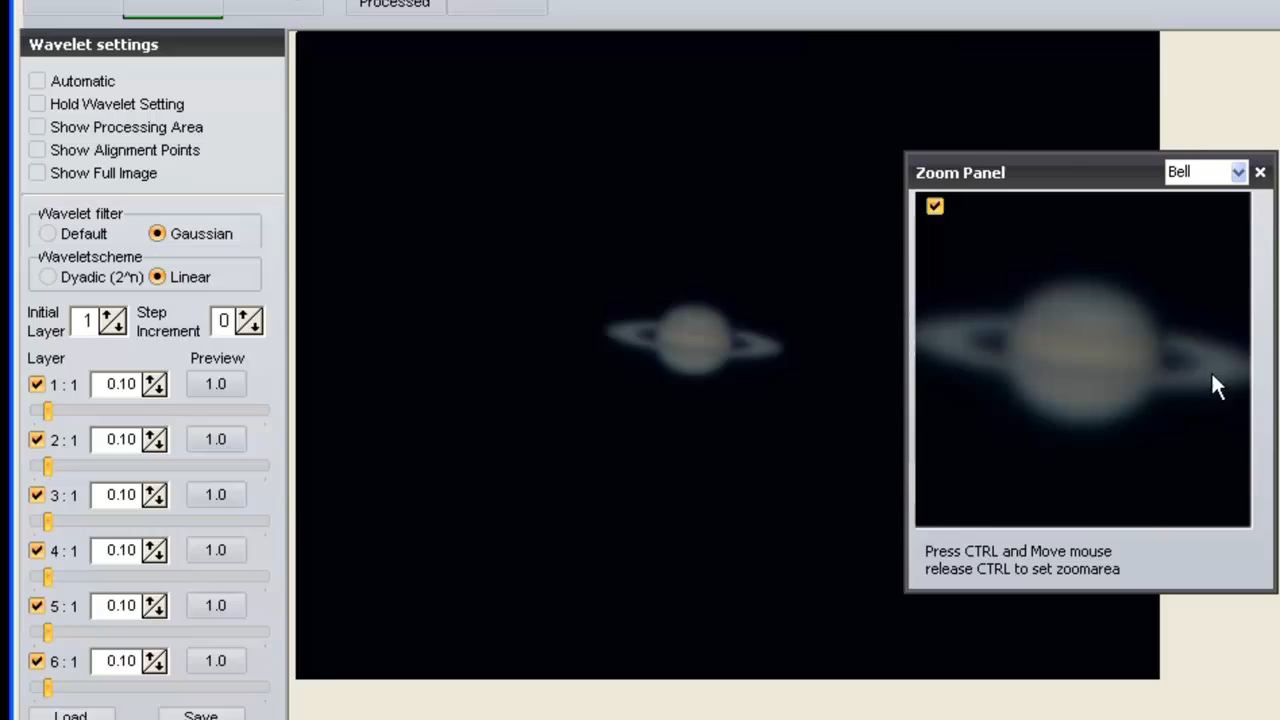 Processed
Wavelet settings
Automatic
Hold Wavelet Setting
Show Processing Area
Show Alignment Points
Show Full Image
Wavelet filter
Default Gaussian
Waveletscheme
Dyadic (2^n) Linear
Initial Layer 1 Step Increment 0
Layer Preview
1 : 1 0.10 1.0
2 : 1 0.10 1.0
3 : 1 0.10 1.0
4 : 1 0.10 1.0
5 : 1 0.10 1.0
6 : 1 0.10 1.0
Load Save
Zoom Panel Bell
Press CTRL and Move mouse
release CTRL to set zoomarea